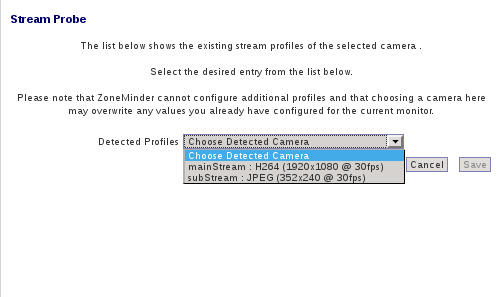 Stream Probe
The list below shows the existing stream profiles of the selected camera .
Select the desired entry from the list below.
Please note that ZoneMinder cannot configure additional profiles and that choosing a camera here
may overwrite any values you already have configured for the current monitor.
Detected Profiles Choose Detected Camera
Choose Detected Camera
mainStream : H264 (1920x1080 @ 30fps)
subStream : JPEG (352x240 @ 30fps)
Cancel Save